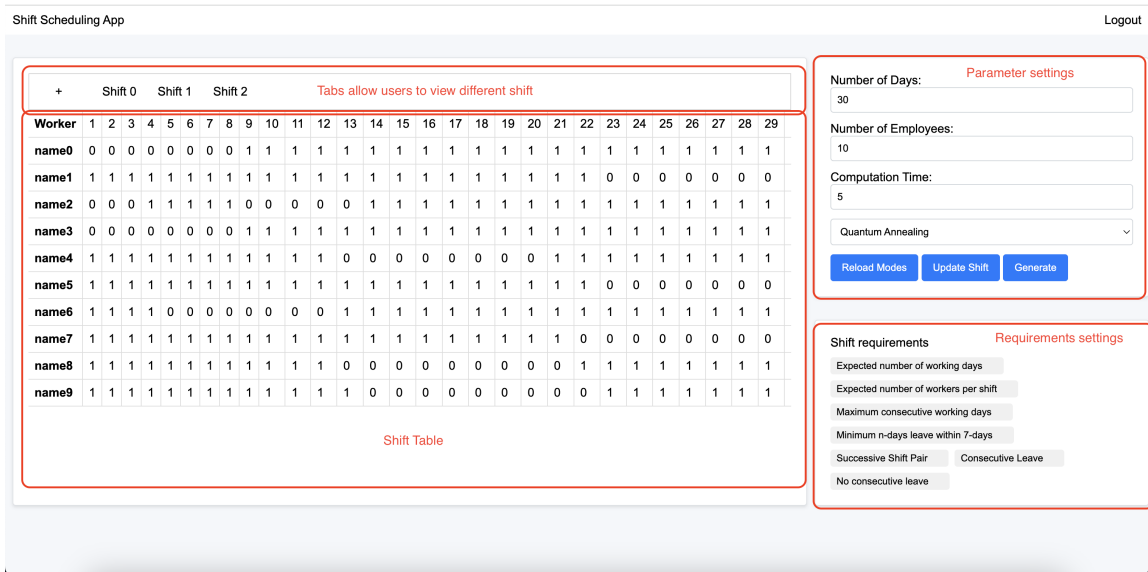 Shift Scheduling App
Logout
+ Shift 0 Shift 1 Shift 2 Tabs allow users to view different shift
Worker 1 2 3 4 5 6 7 8 9 10 11 12 13 14 15 16 17 18 19 20 21 22 23 24 25 26 27 28 29
name0 0 0 0 0 0 0 0 0 1 1 1 1 1 1 1 1 1 1 1 1 1 1 1 1 1 1 1 1 1
name1 1 1 1 1 1 1 1 1 1 1 1 1 1 1 1 1 1 1 1 1 1 1 0 0 0 0 0 0 0
name2 0 0 0 1 1 1 1 1 0 0 0 0 0 1 1 1 1 1 1 1 1 1 1 1 1 1 1 1 1
name3 0 0 0 0 0 0 0 0 1 1 1 1 1 1 1 1 1 1 1 1 1 1 1 1 1 1 1 1 1
name4 1 1 1 1 1 1 1 1 1 1 1 1 0 0 0 0 0 0 0 0 1 1 1 1 1 1 1 1 1
name5 1 1 1 1 1 1 1 1 1 1 1 1 1 1 1 1 1 1 1 1 1 1 0 0 0 0 0 0 0
name6 1 1 1 1 0 0 0 0 0 0 0 0 1 1 1 1 1 1 1 1 1 1 1 1 1 1 1 1 1
name7 1 1 1 1 1 1 1 1 1 1 1 1 1 1 1 1 1 1 1 1 1 0 0 0 0 0 0 0 0
name8 1 1 1 1 1 1 1 1 1 1 1 1 0 0 0 0 0 0 0 0 0 1 1 1 1 1 1 1 1
name9 1 1 1 1 1 1 1 1 1 1 1 1 1 0 0 0 0 0 0 0 0 0 1 1 1 1 1 1 1
Shift Table
Parameter settings
Number of Days:
30
Number of Employees:
10
Computation Time:
5
Quantum Annealing
Reload Modes Update Shift Generate
Shift requirements Requirements settings
Expected number of working days
Expected number of workers per shift
Maximum consecutive working days
Minimum n-days leave within 7-days
Successive Shift Pair Consecutive Leave
No consecutive leave